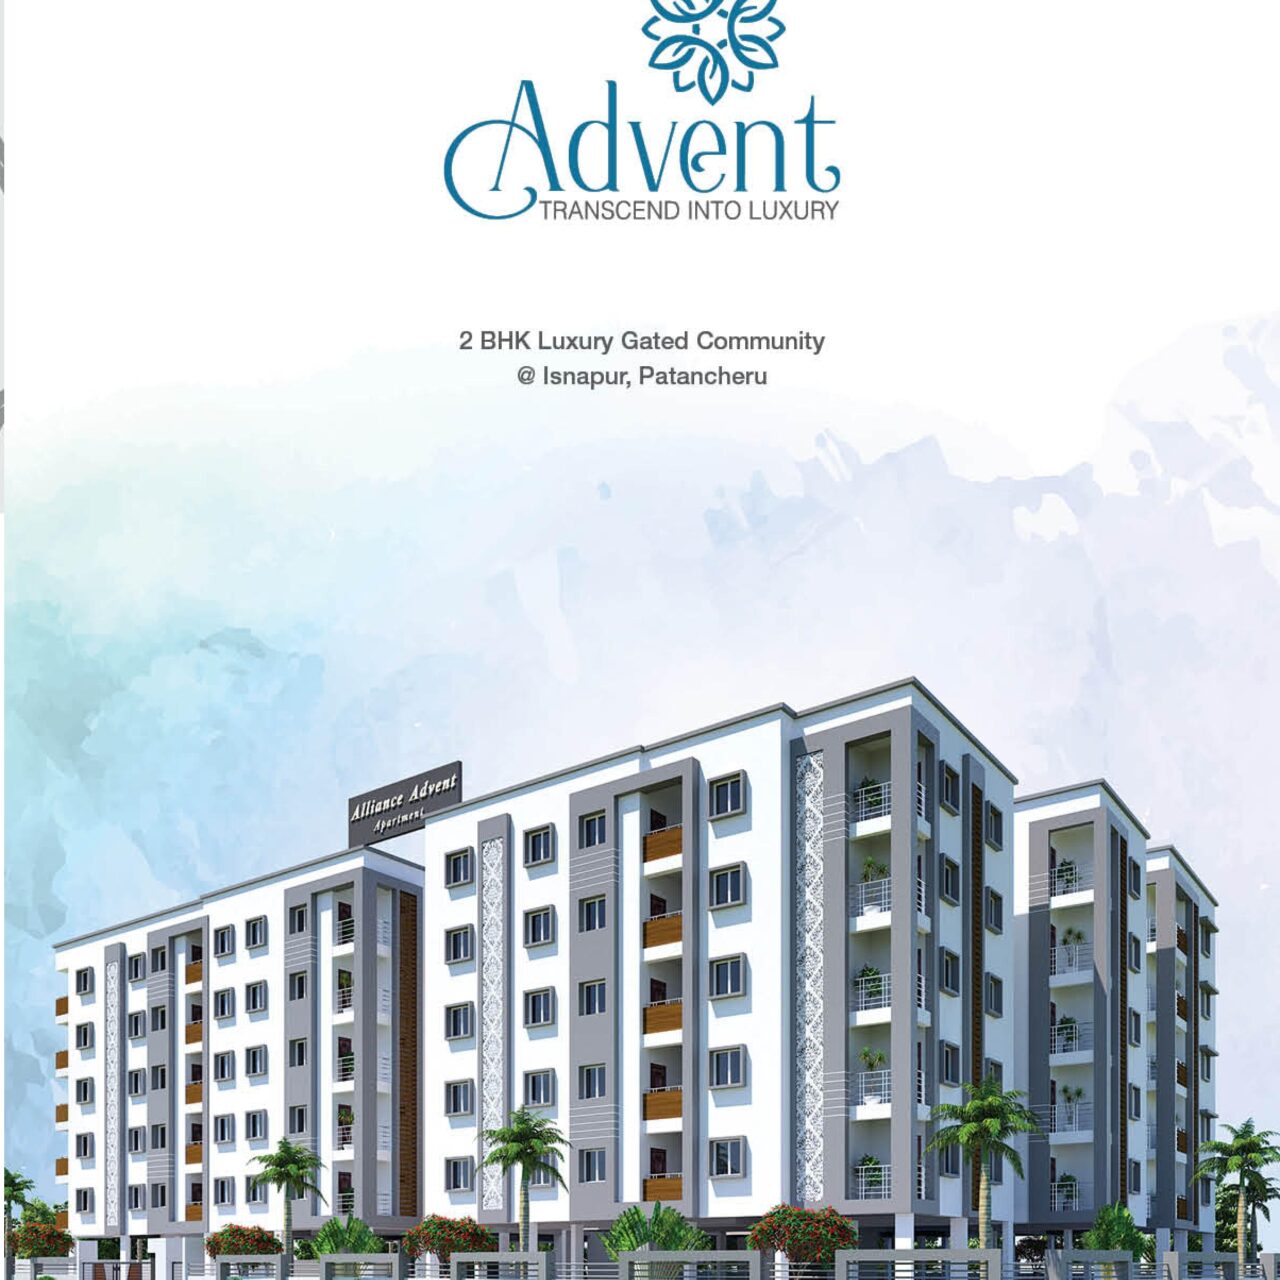 Advent
TRANSCEND INTO LUXURY
2 BHK Luxury Gated Community
@ Isnapur, Patancheru
Alliance Advent
Apartment